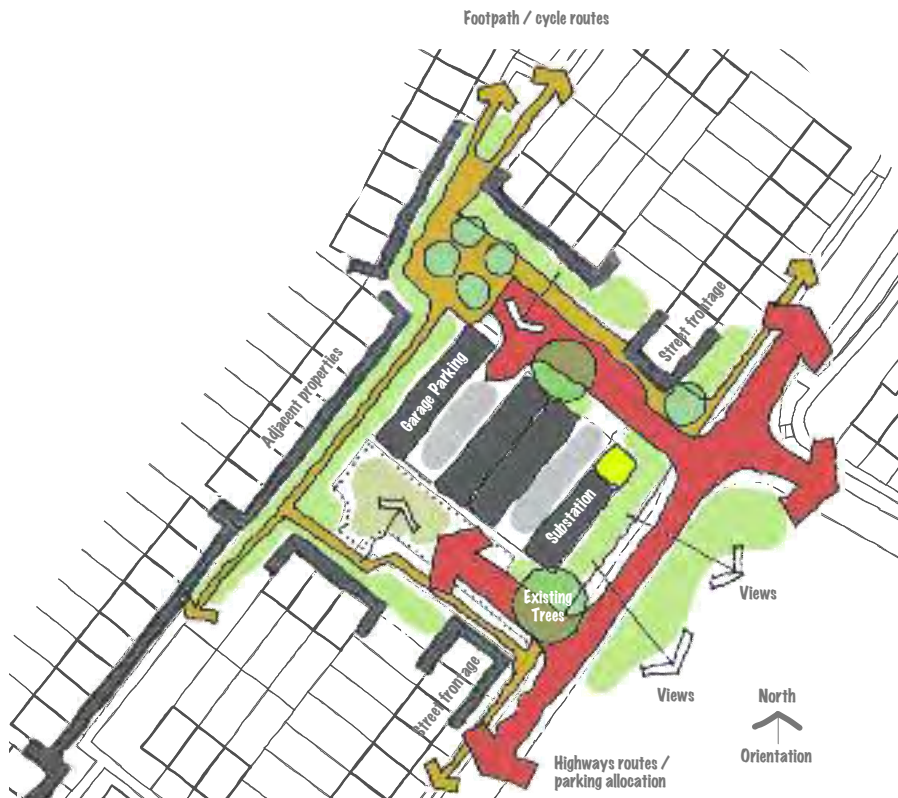 Footpath / cycle routes
Street frontage
Adjacent properties
Garage Parking
Substation
Existing
Trees
Views
Views
Street frontage
North
Orientation
Highways routes /
parking allocation